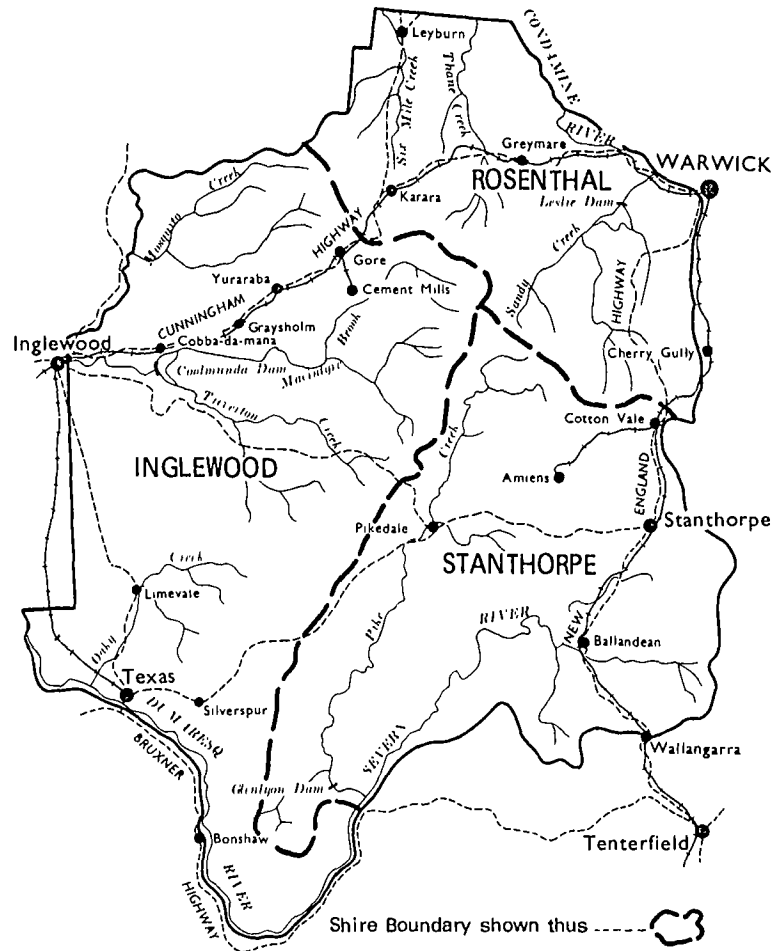 Leyburn
CONDAMINE
RIVER
Six Mile Creek
Thane Creek
Greymare
WARWICK
ROSENTHAL
Karara
Leslie Dam
Mosquito Creek
HIGHWAY
Gore
Sandy Creek
HIGHWAY
Yuraraba
Cement Mills
CUNNINGHAM
Graysholm
Brook
Inglewood
Cobba-da-mana
Cherry Gully
Coolmunda Dam
Macintyre
Creek
Cotton Vale
INGLEWOOD
Creek
Amiens
ENGLAND
Pikedale
Stanthorpe
STANTHORPE
Creek
Limevale
Pike
RIVER
NEW
Ballandean
Oaky
Texas
Silverspur
DUMARESQ
BRUXNER
SEVERN
Wallangarra
Glenlyon Dam
Bonshaw
Tenterfield
RIVER
HIGHWAY
Shire Boundary shown thus